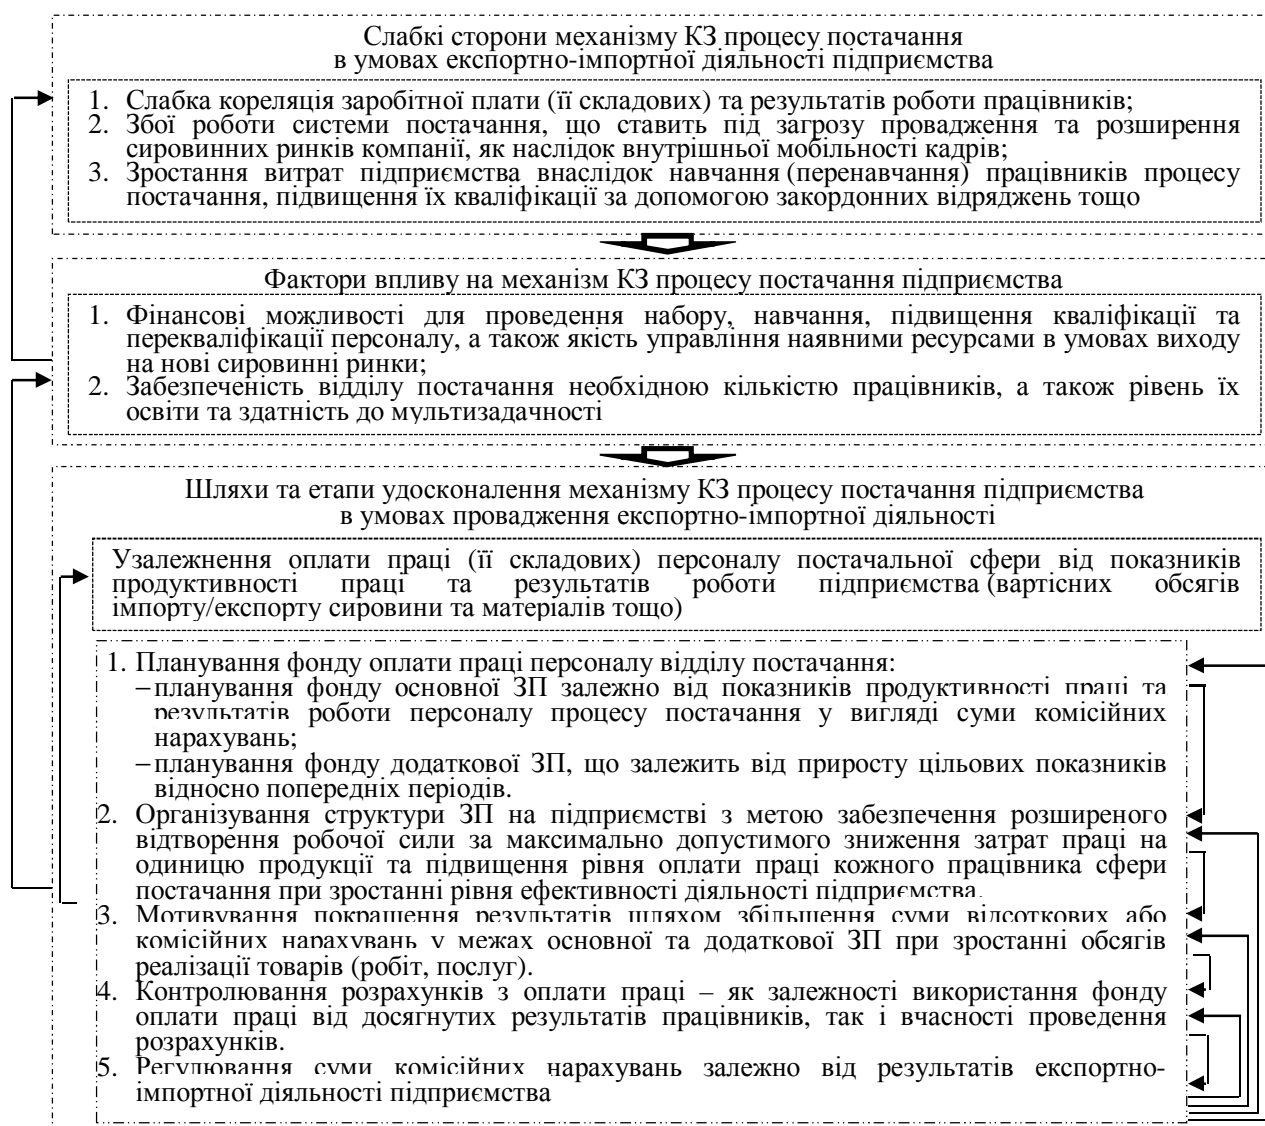 Слабкі сторони механізму КЗ процесу постачання
в умовах експортно-імпортної діяльності підприємства
1. Слабка кореляція заробітної плати (її складових) та результатів роботи працівників;
2. Збої роботи системи постачання, що ставить під загрозу провадження та розширення
сировинних ринків компанії, як наслідок внутрішньої мобільності кадрів;
3. Зростання витрат підприємства внаслідок навчання (перенавчання) працівників процесу
постачання, підвищення їх кваліфікації за допомогою закордонних відряджень тощо
Фактори впливу на механізм КЗ процесу постачання підприємства
1. Фінансові можливості для проведення набору, навчання, підвищення кваліфікації та
перекваліфікації персоналу, а також якість управління наявними ресурсами в умовах виходу
на нові сировинні ринки;
2. Забезпеченість відділу постачання необхідною кількістю працівників, а також рівень їх
освіти та здатність до мультизадачності
Шляхи та етапи удосконалення механізму КЗ процесу постачання підприємства
в умовах провадження експортно-імпортної діяльності
Узалежнення оплати праці (її складових) персоналу постачальної сфери від показників
продуктивності праці та результатів роботи підприємства (вартісних обсягів
імпорту/експорту сировини та матеріалів тощо)
1. Планування фонду оплати праці персоналу відділу постачання:
–планування фонду основної ЗП залежно від показників продуктивності праці та
результатів роботи персоналу процесу постачання у вигляді суми комісійних
нарахувань;
–планування фонду додаткової ЗП, що залежить від приросту цільових показників
відносно попередніх періодів.
2. Організування структури ЗП на підприємстві з метою забезпечення розширеного
відтворення робочої сили за максимально допустимого зниження затрат праці на
одиницю продукції та підвищення рівня оплати праці кожного працівника сфери
постачання при зростанні рівня ефективності діяльності підприємства.
3. Мотивування покращення результатів шляхом збільшення суми відсоткових або
комісійних нарахувань у межах основної та додаткової ЗП при зростанні обсягів
реалізації товарів (робіт, послуг).
4. Контролювання розрахунків з оплати праці – як залежності використання фонду
оплати праці від досягнутих результатів працівників, так і вчасності проведення
розрахунків.
5. Регулювання суми комісійних нарахувань залежно від результатів експортно-
імпортної діяльності підприємства